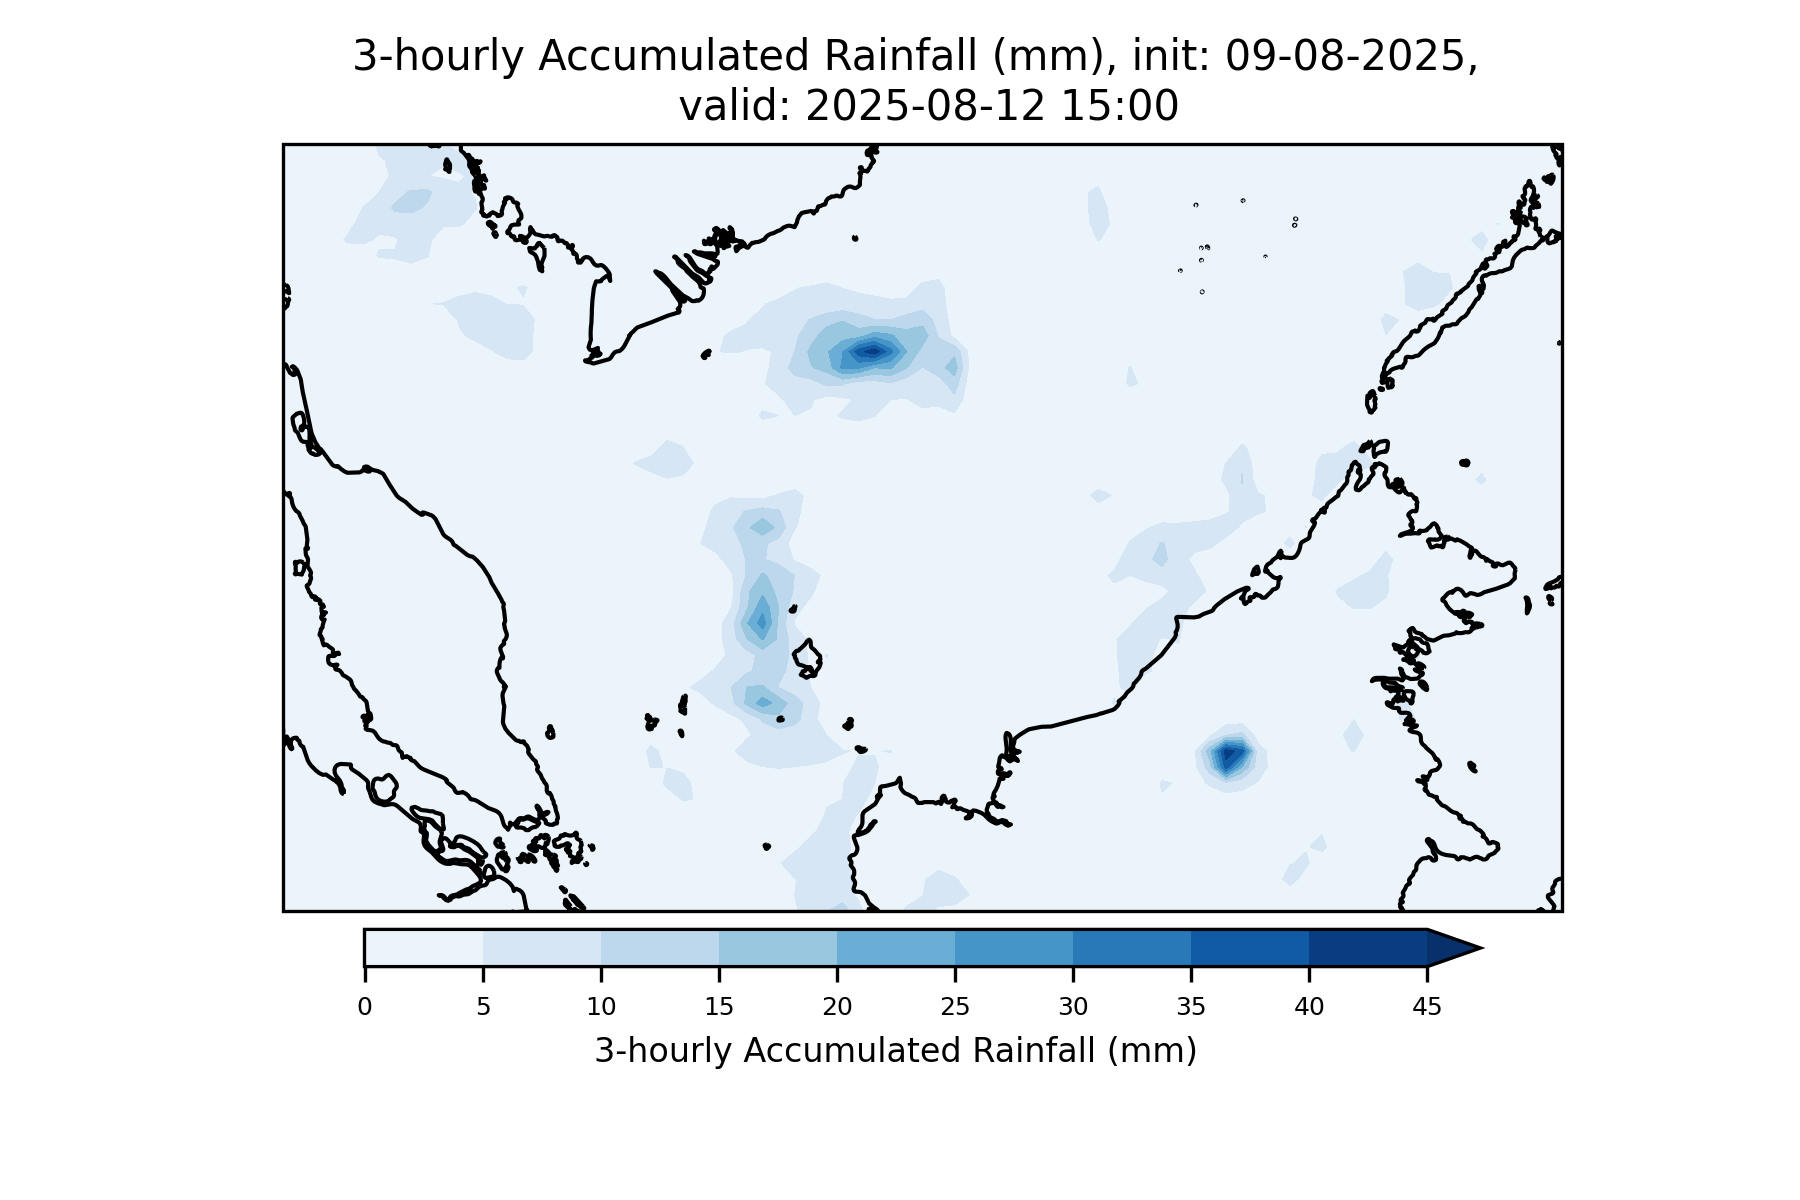 3-hourly Accumulated Rainfall (mm), init: 09-08-2025,
valid: 2025-08-12 15:00
0 5 10 15 20 25 30 35 40 45
3-hourly Accumulated Rainfall (mm)